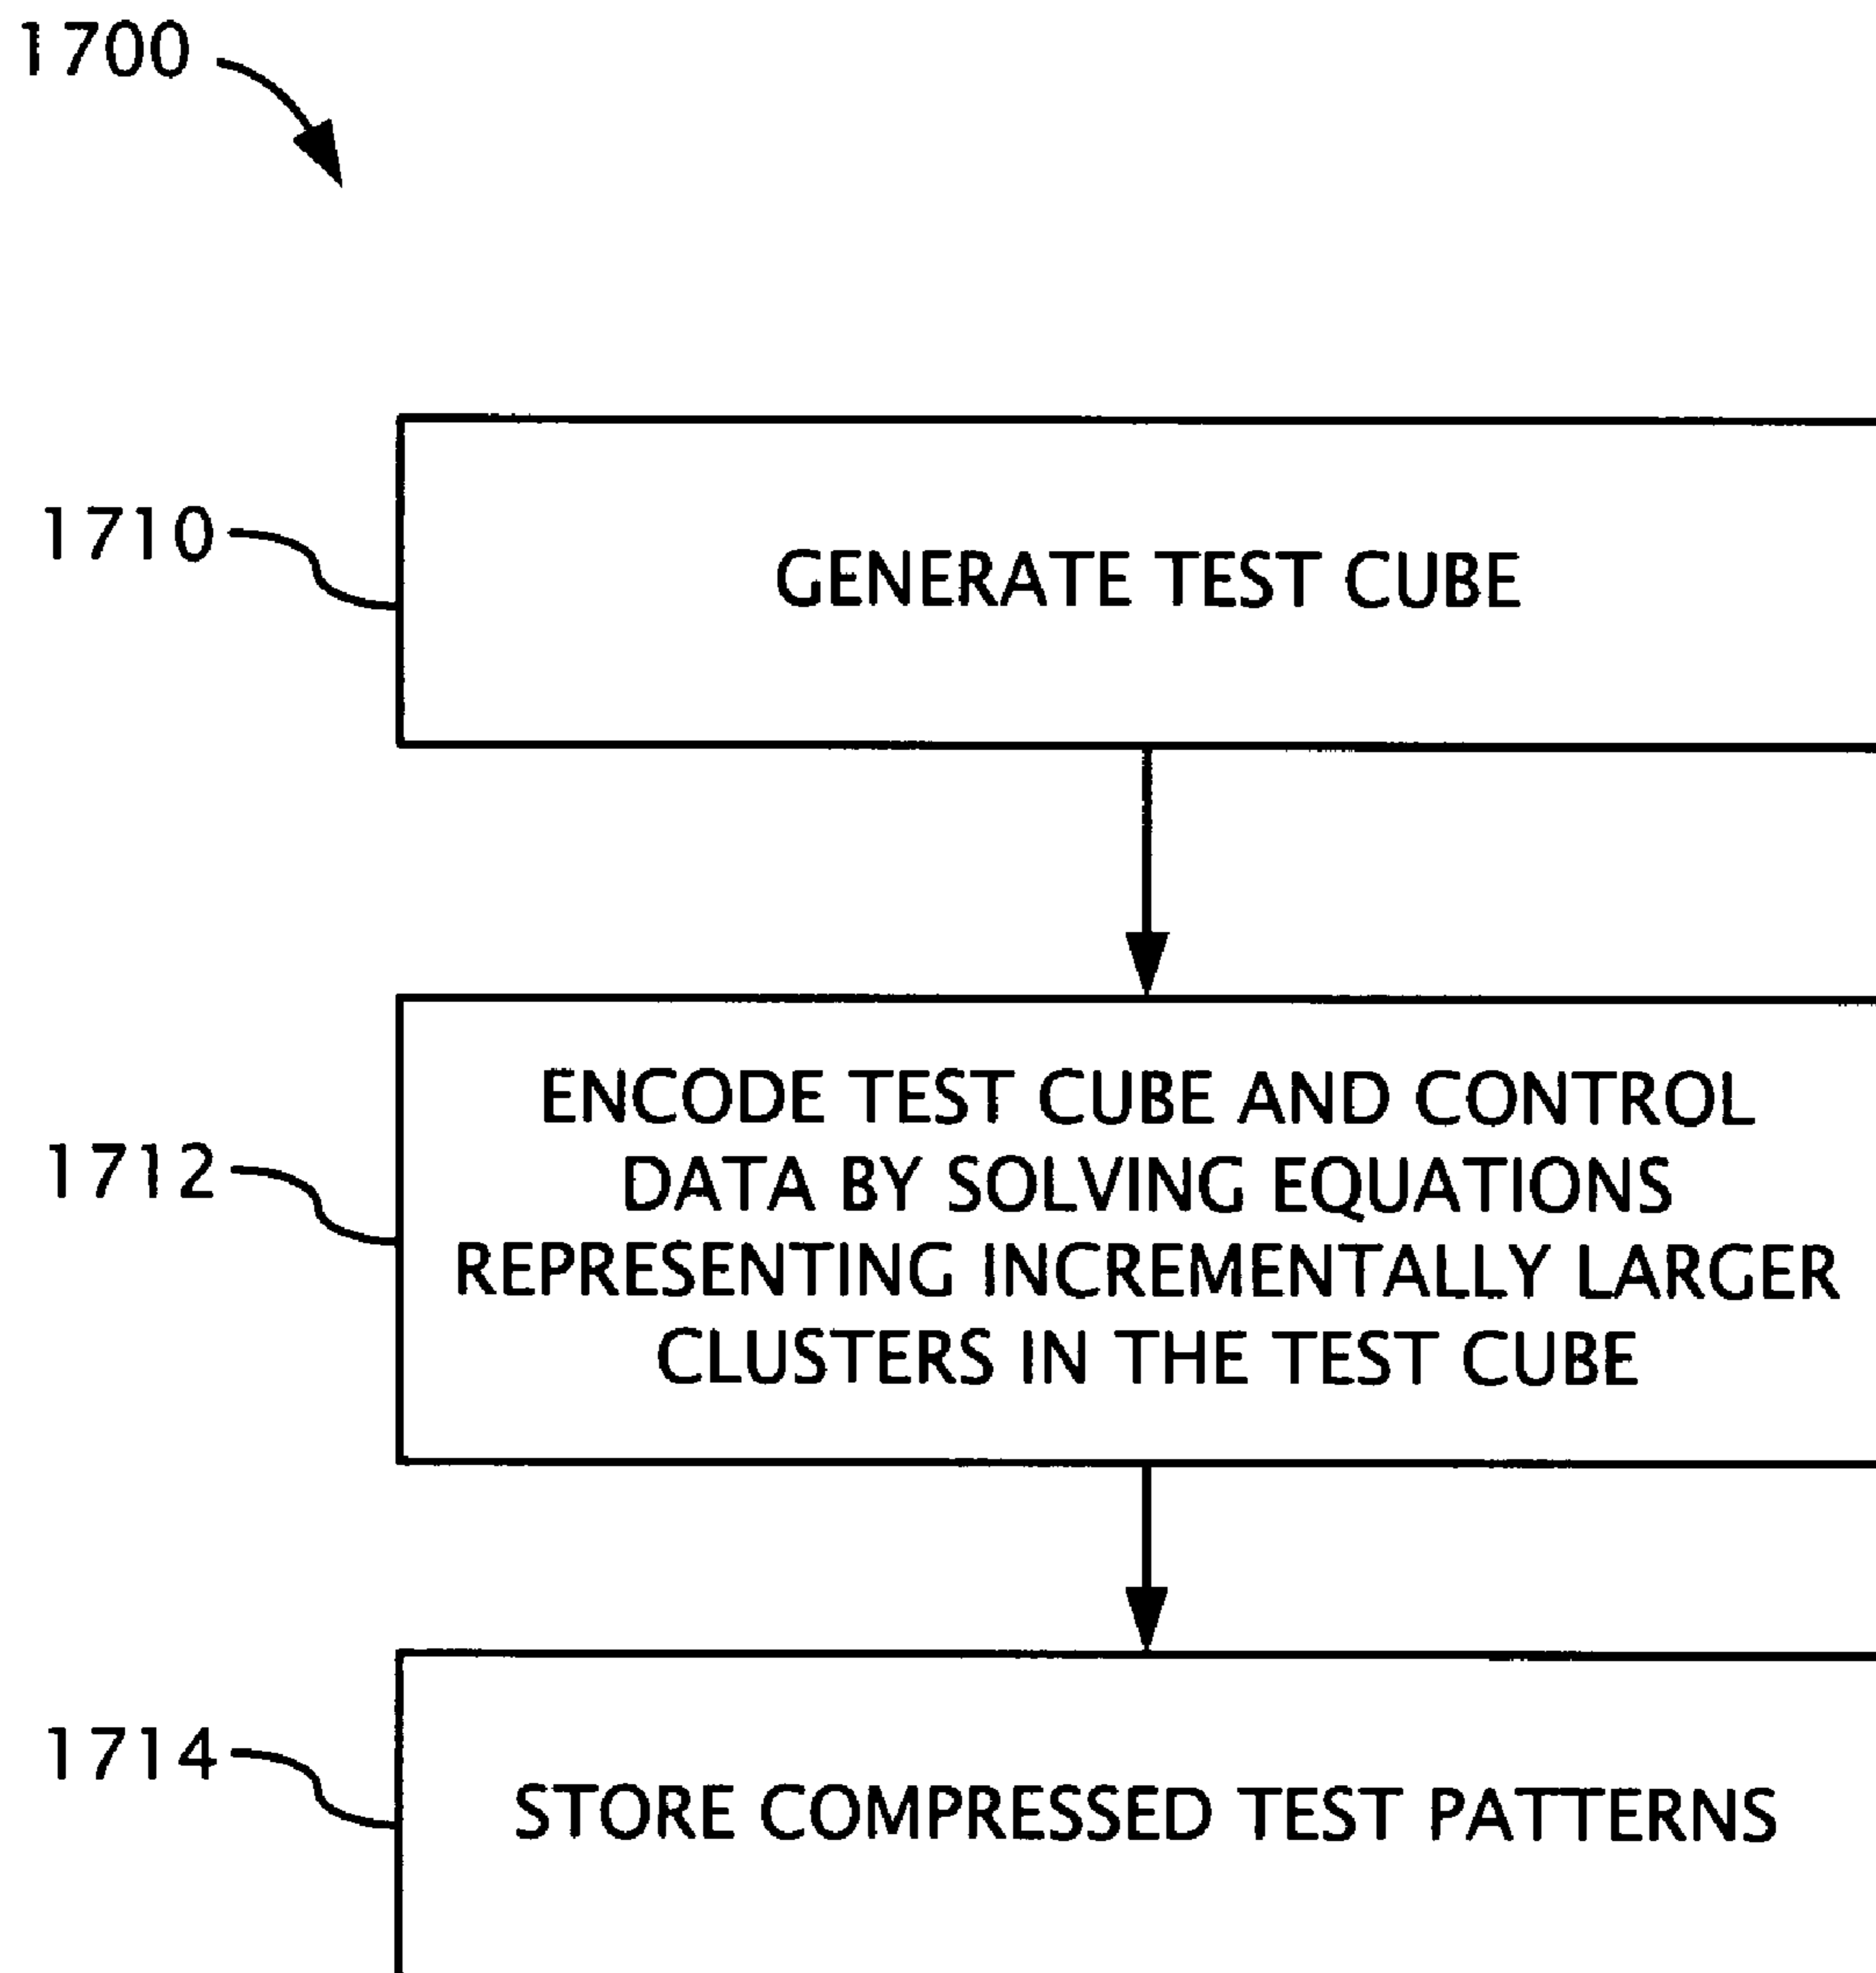 1700
1710
GENERATE TEST CUBE
ENCODE TEST CUBE AND CONTROL
DATA BY SOLVING EQUATIONS
1712
REPRESENTING INCREMENTALLY LARGER
CLUSTERS IN THE TEST CUBE
1714
STORE COMPRESSED TEST PATTERNS